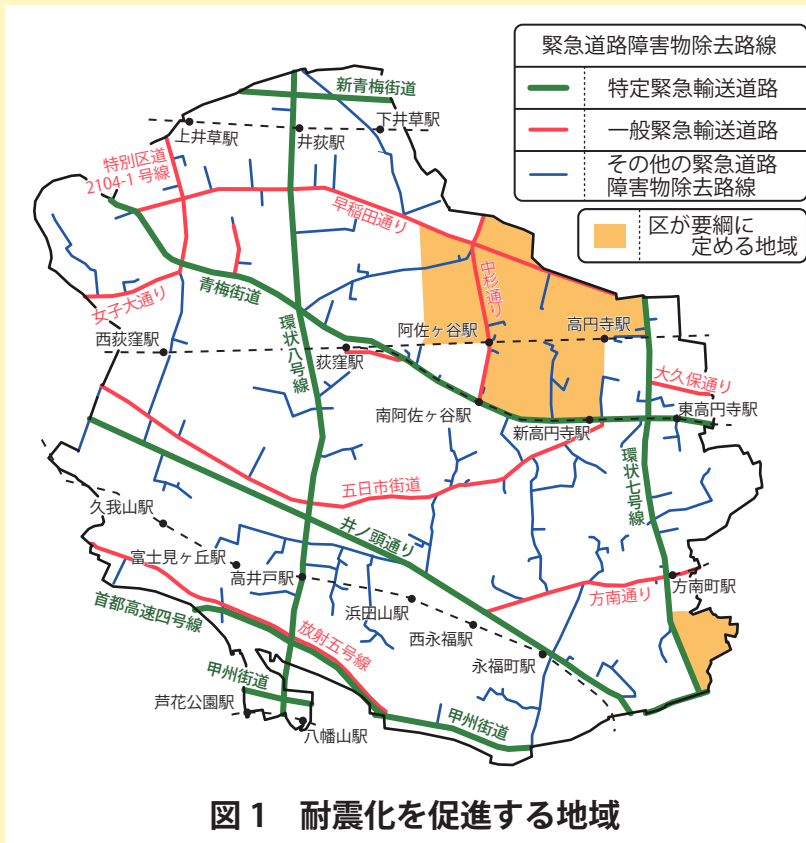 緊急道路障害物除去路線
特定緊急輸送道路
一般緊急輸送道路
その他の緊急道路
障害物除去路線
区が要綱に
定める地域
新青梅街道
上井草駅
井荻駅
下井草駅
特別区道
2104-1 号線
早稲田通り
中杉通り
女子大通り
青梅街道
環状八号線
西荻窪駅
荻窪駅
阿佐ヶ谷駅
高円寺駅
大久保通り
南阿佐ヶ谷駅
新高円寺駅
東高円寺駅
五日市街道
環状七号線
久我山駅
井ノ頭通り
富士見ヶ丘駅
高井戸駅
浜田山駅
西永福駅
永福町駅
方南通り
方南町駅
首都高速四号線
放射五号線
甲州街道
芦花公園駅
八幡山駅
甲州街道
図 1 耐震化を促進する地域